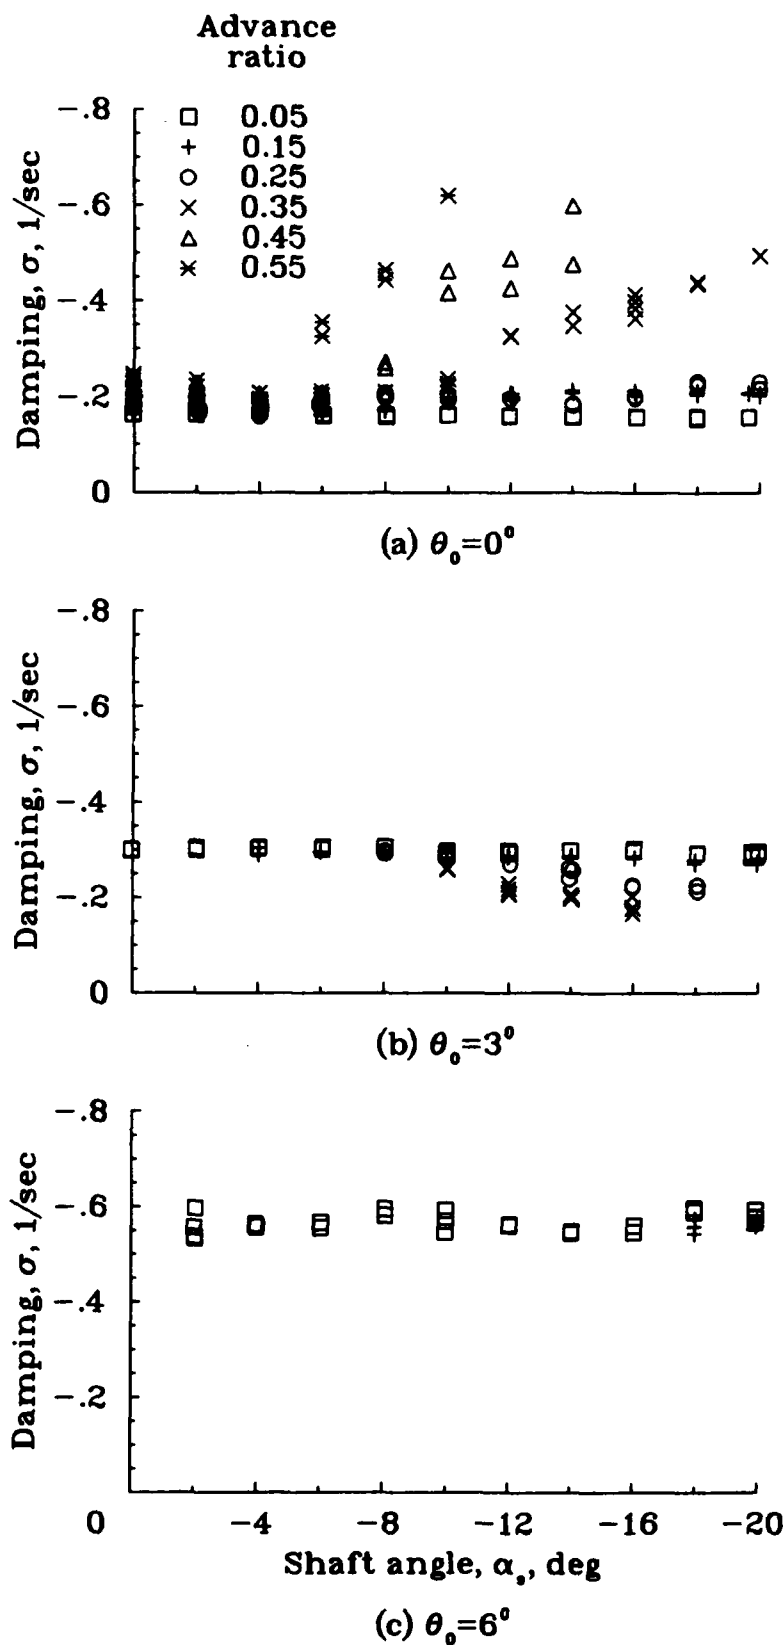 Advance
ratio
0.05
0.15
0.25
0.35
0.45
0.55
Damping, σ, 1/sec
-.8
-.6
-.4
-.2
0
(a) θ₀=0°
Damping, σ, 1/sec
-.8
-.6
-.4
-.2
0
(b) θ₀=3°
Damping, σ, 1/sec
-.8
-.6
-.4
-.2
0 -4 -8 -12 -16 -20
Shaft angle, αₛ, deg
(c) θ₀=6°